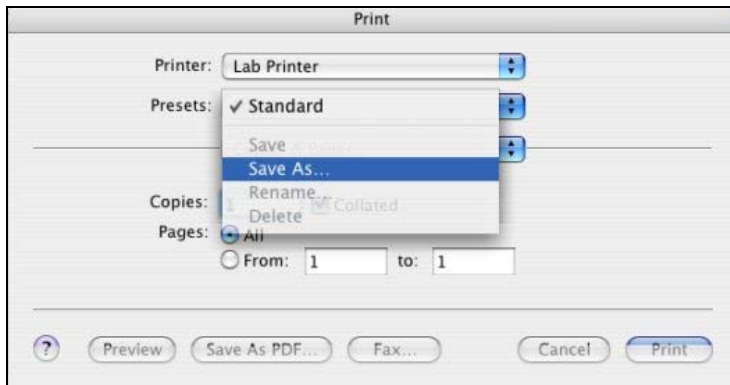 Print
Printer: Lab Printer
Presets: ✓ Standard
Save
Save As...
Rename...
Delete
Copies: 1 Collated
Pages: All
From: 1 to: 1
? Preview Save As PDF... Fax... Cancel Print